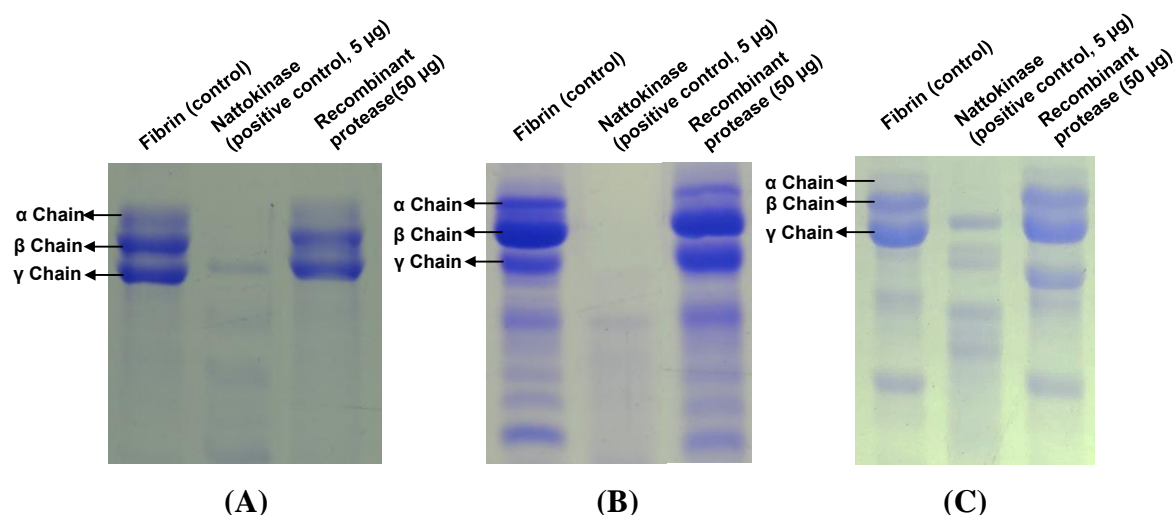 Fibrin (control)
Nattokinase
(positive control, 5 µg)
Recombinant
protease(50 µg)
α Chain
β Chain
γ Chain
(A)
Fibrin (control)
Nattokinase
(positive control, 5 µg)
Recombinant
protease (50 µg)
α Chain
β Chain
γ Chain
(B)
Fibrin (control)
Nattokinase
(positive control, 5 µg)
Recombinant
protease (50 µg)
α Chain
β Chain
γ Chain
(C)